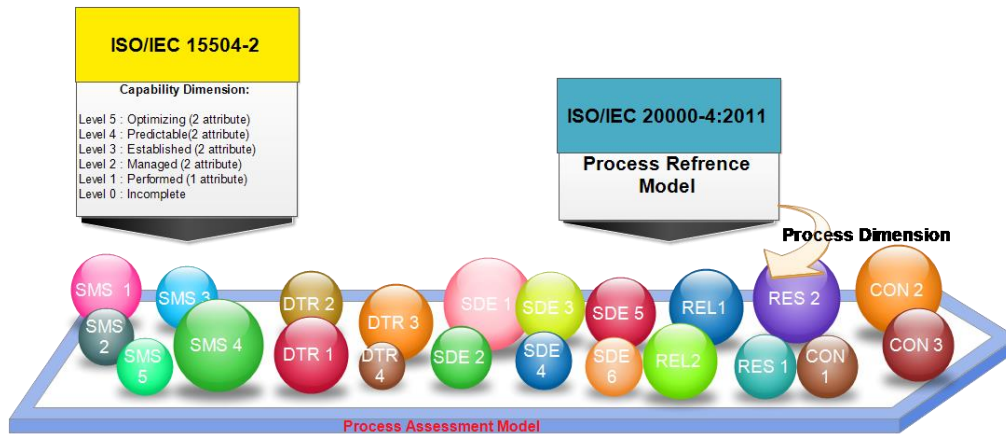 ISO/IEC 15504-2
Capability Dimension:
Level 5 : Optimizing (2 attribute)
Level 4 : Predictable(2 attribute)
Level 3 : Established (2 attribute)
Level 2 : Managed (2 attribute)
Level 1 : Performed (1 attribute)
Level 0 : Incomplete
ISO/IEC 20000-4:2011
Process Refrence
Model
Process Dimension
SMS 1
SMS
2
SMS 3
SMS
5
SMS 4
DTR 2
DTR 1
DTR 3
DTR
4
SDE 1
SDE 2
SDE 3
SDE
4
SDE 5
SDE
6
REL1
REL2
RES 2
RES 1
CON
1
CON 2
CON 3
Process Assessment Model